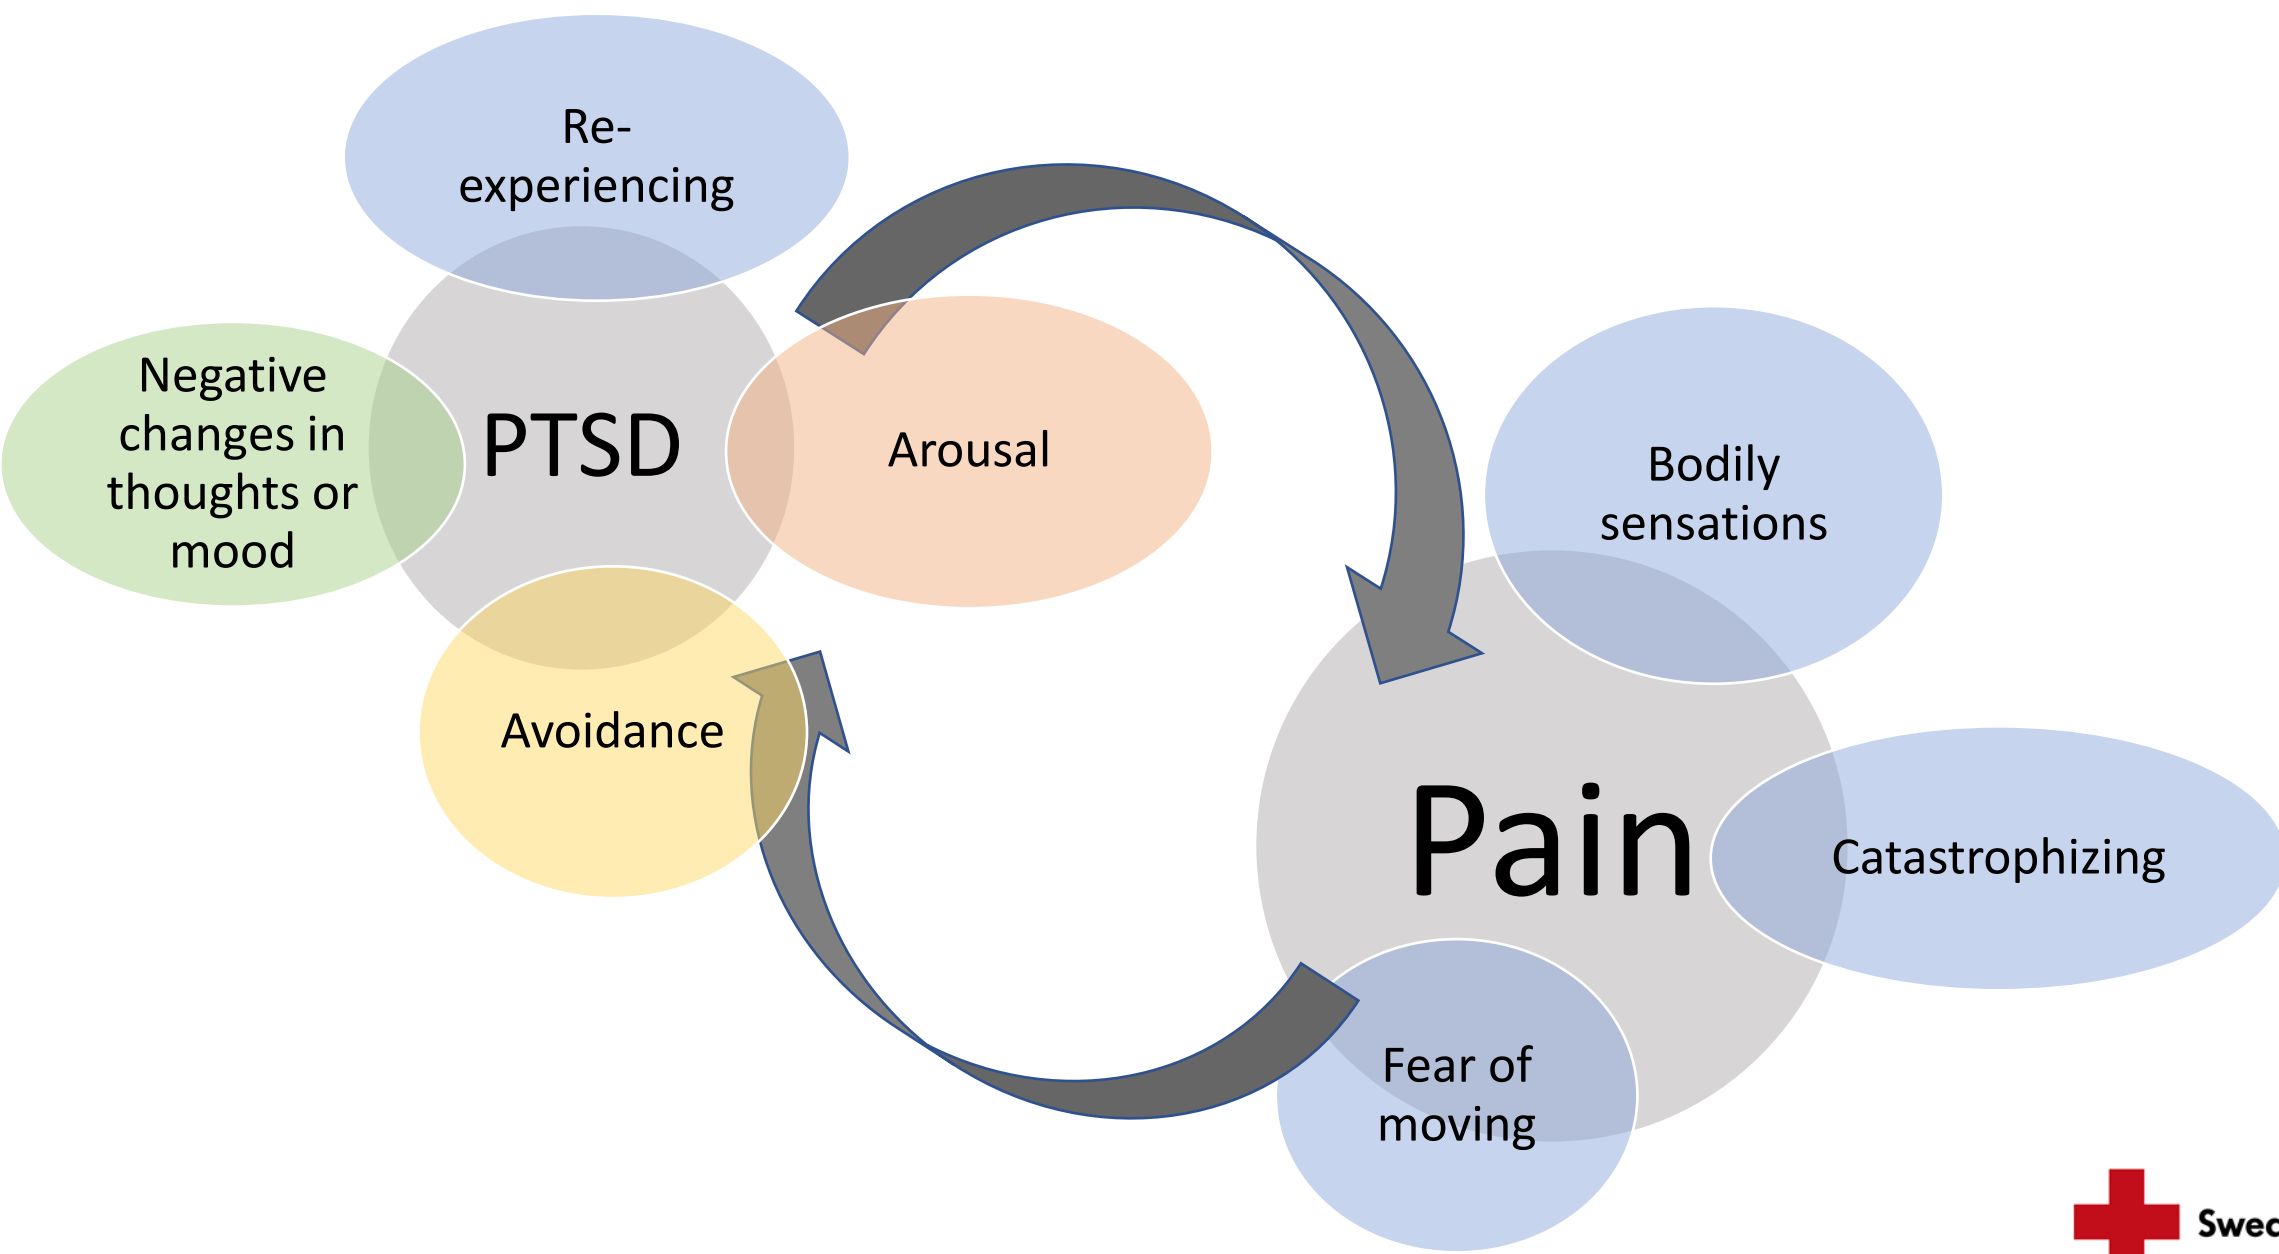 Re-
experiencing
Negative
changes in
thoughts or
mood
PTSD
Arousal
Avoidance
Bodily
sensations
Pain
Catastrophizing
Fear of
moving